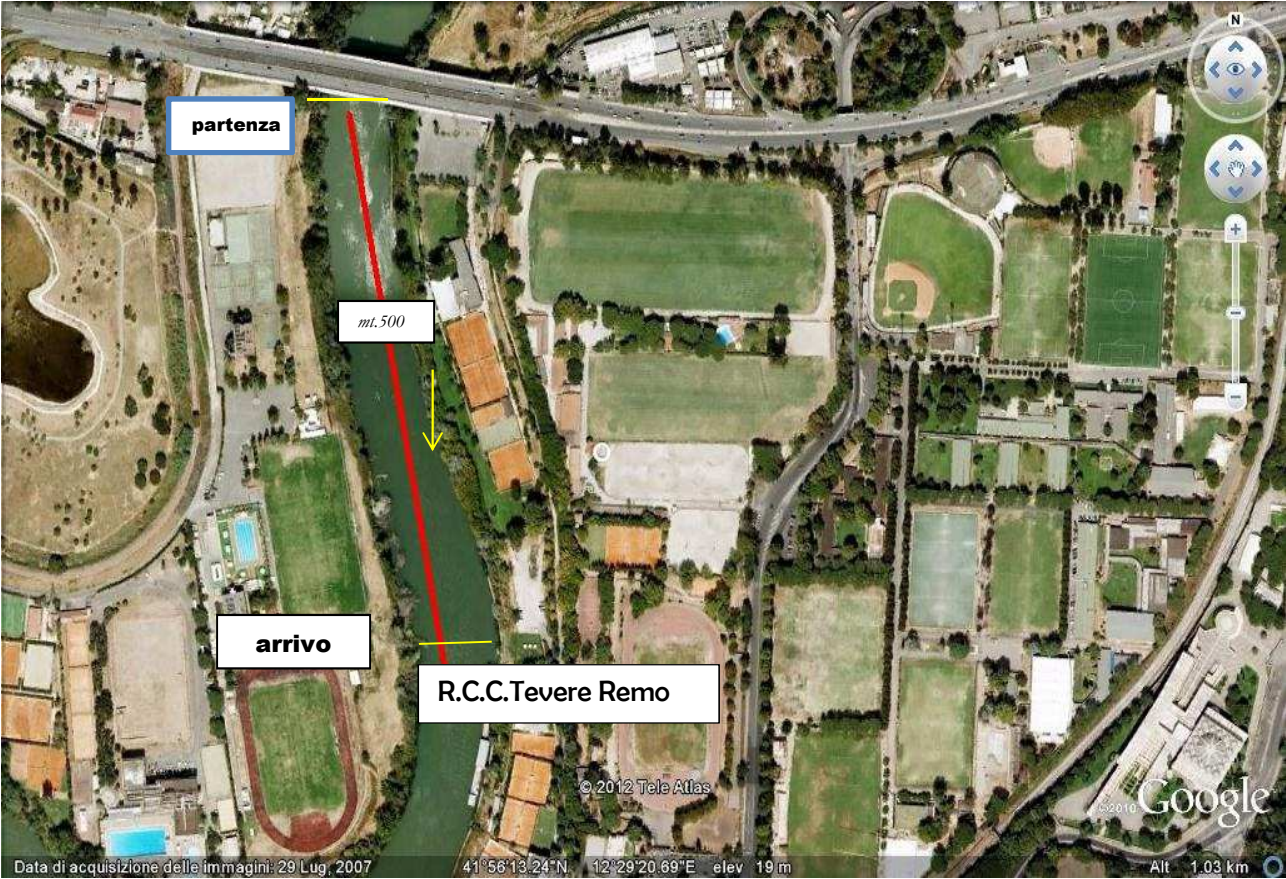 N
partenza
mt.500
arrivo
R.C.C.Tevere Remo
© 2012 Tele Atlas
©2010 Google
Data di acquisizione delle immagini: 29 Lug, 2007 41°56'13.24"N 12°29'20.69"E elev 19 m Alt 1.03 km